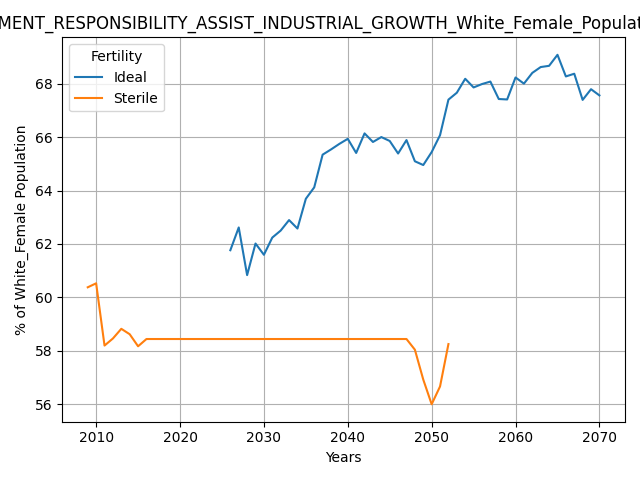 MENT_RESPONSIBILITY_ASSIST_INDUSTRIAL_GROWTH_White_Female_Populat
Fertility
Ideal
Sterile
% of White_Female Population
68
66
64
62
60
58
56
2010
2020
2030
2040
2050
2060
2070
Years